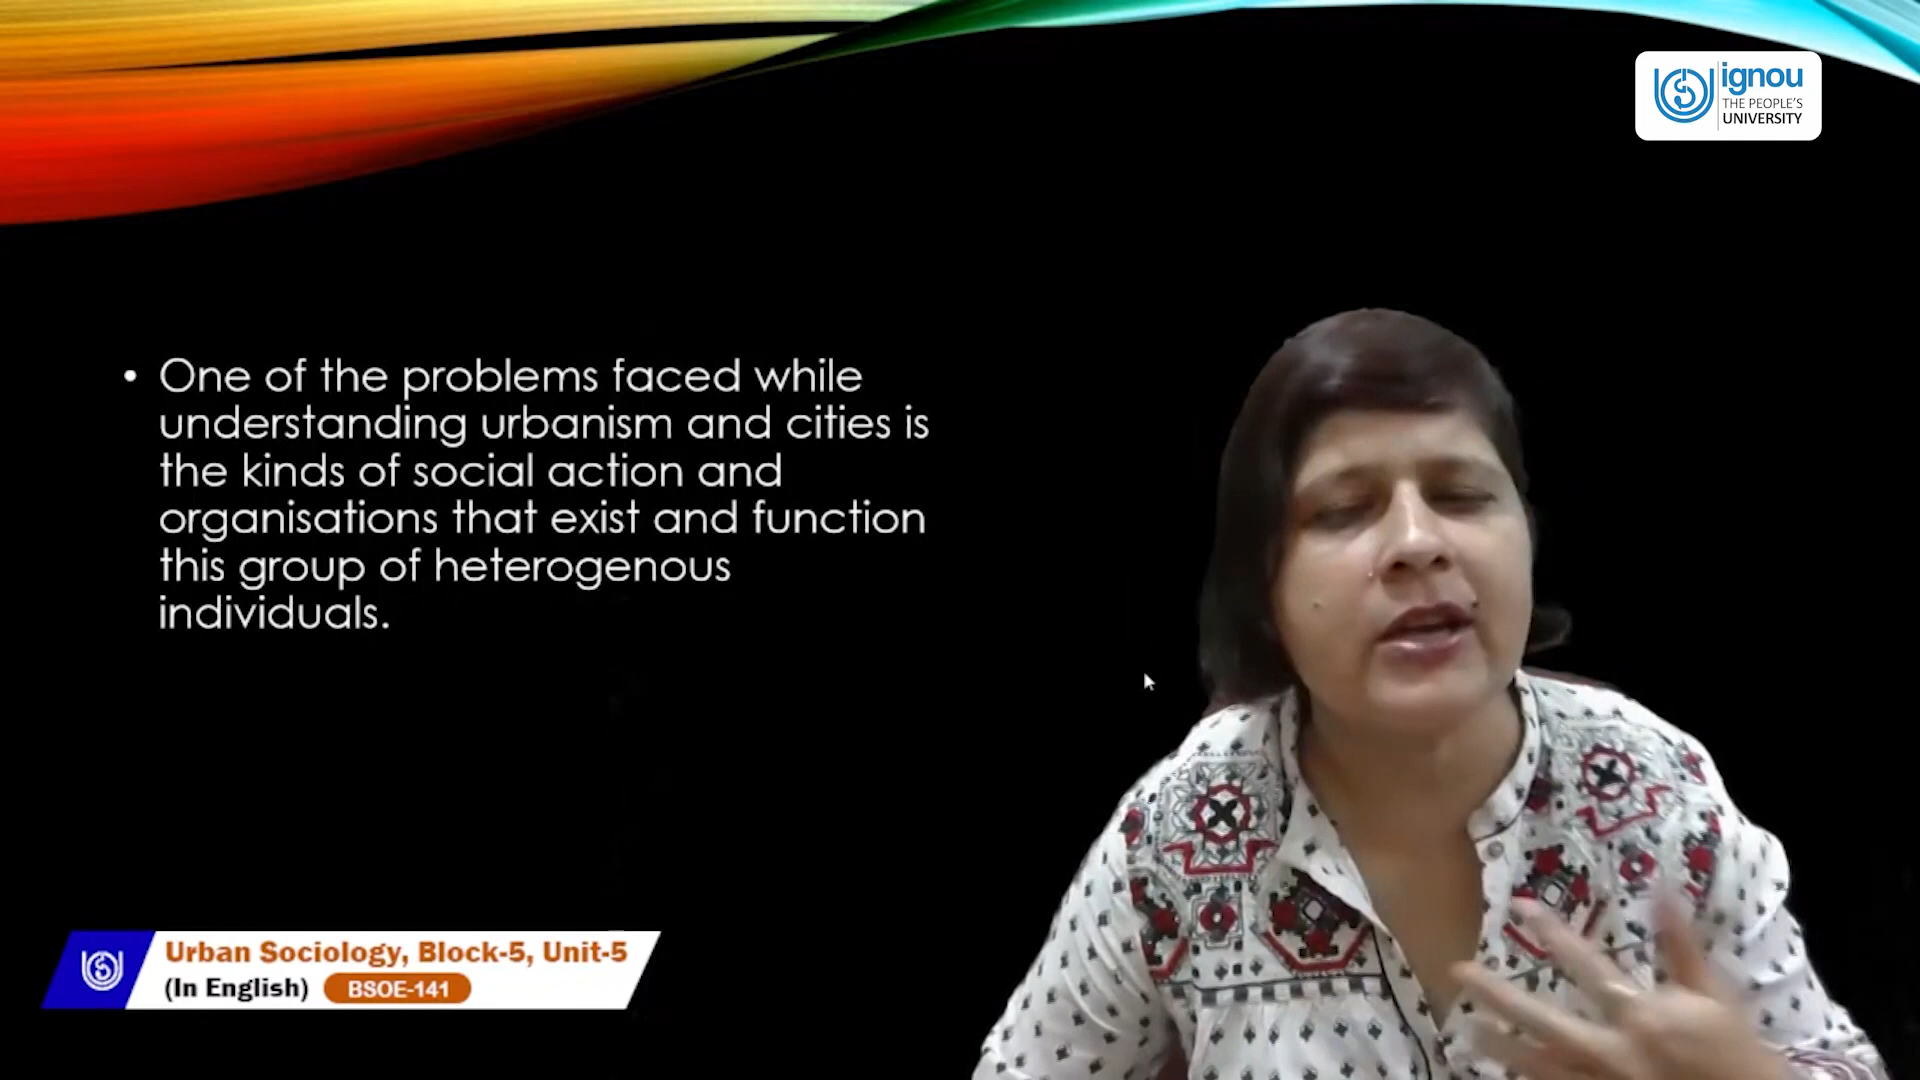 ignou
THE PEOPLE'S
UNIVERSITY
• One of the problems faced while
understanding urbanism and cities is
the kinds of social action and
organisations that exist and function
this group of heterogenous
individuals.
Urban Sociology, Block-5, Unit-5
(In English) BSOE-141